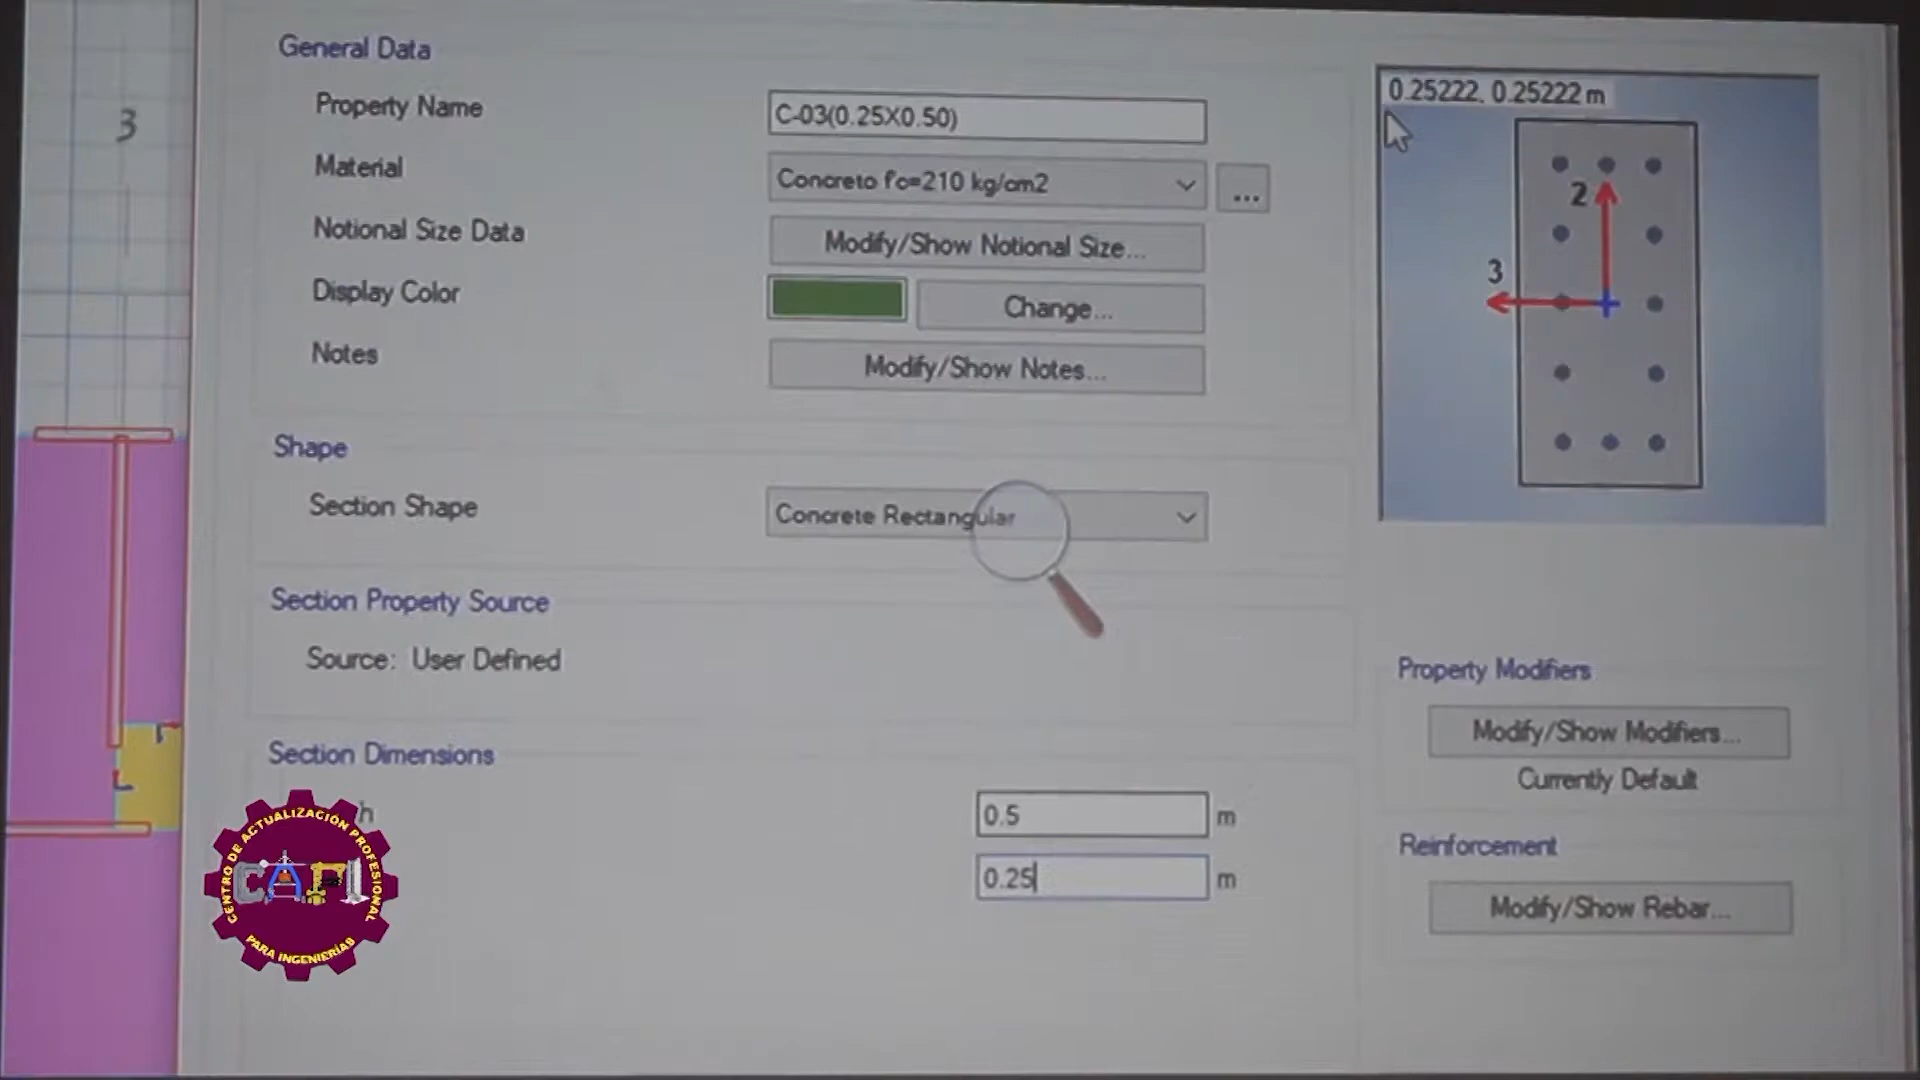 General Data
3
Property Name
C-03(0.25X0.50)
Material
Concreto f'c=210 kg/cm2
...
Notional Size Data
Modify/Show Notional Size...
Display Color
Change...
Notes
Modify/Show Notes...
0.25222, 0.25222 m
2
3
Shape
Section Shape
Concrete Rectangular
Section Property Source
Source: User Defined
Property Modifiers
Modify/Show Modifiers...
Currently Default
Section Dimensions
0.5
m
0.25
m
Reinforcement
Modify/Show Rebar...
CENTRO DE ACTUALIZACIÓN PROFESIONAL
CAPI
PARA INGENIERÍAS